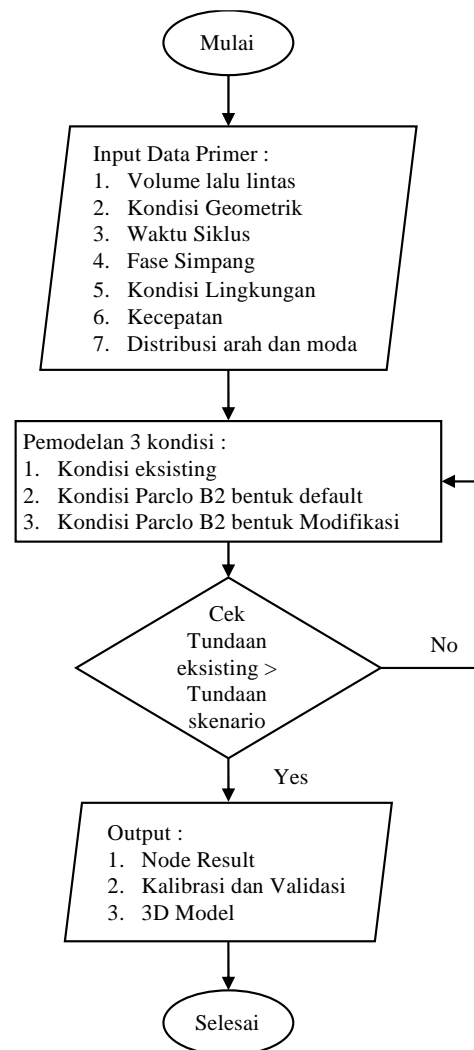 Mulai
Input Data Primer :
1. Volume lalu lintas
2. Kondisi Geometrik
3. Waktu Siklus
4. Fase Simpang
5. Kondisi Lingkungan
6. Kecepatan
7. Distribusi arah dan moda
Pemodelan 3 kondisi :
1. Kondisi eksisting
2. Kondisi Parclo B2 bentuk default
3. Kondisi Parclo B2 bentuk Modifikasi
Cek
Tundaan
eksisting >
Tundaan
skenario
No
Yes
Output :
1. Node Result
2. Kalibrasi dan Validasi
3. 3D Model
Selesai